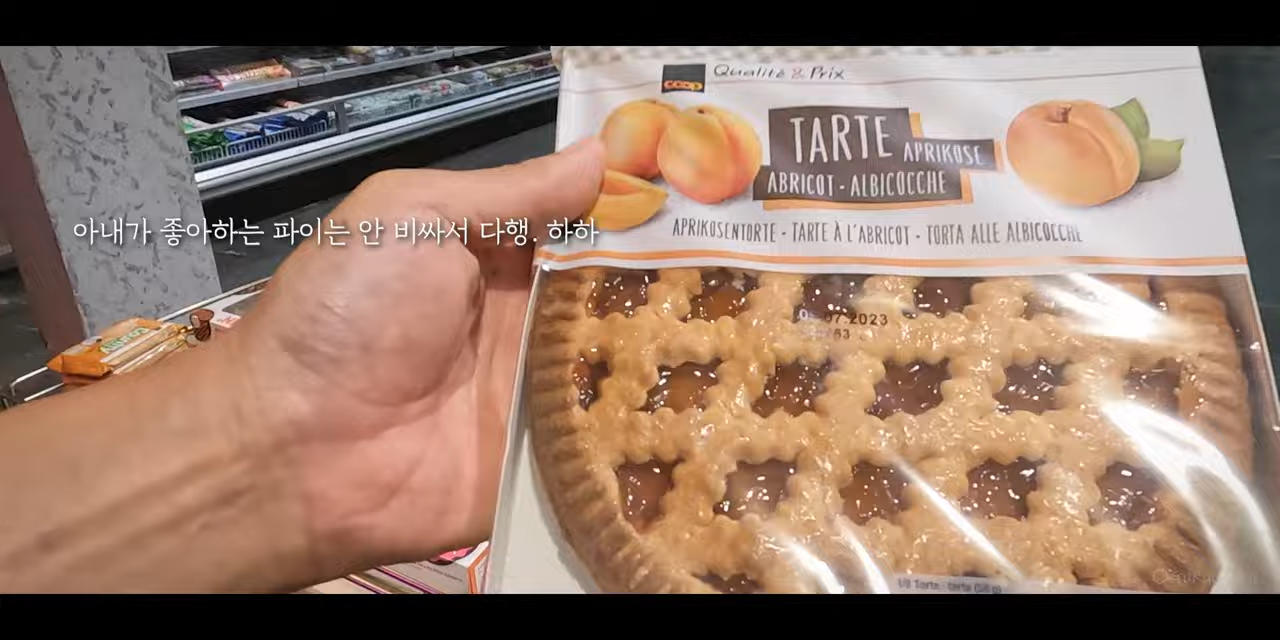 coop Qualité & Prix
TARTE APRIKOSE
ABRICOT · ALBICOCCHE
APRIKOSENTORTE · TARTE À L'ABRICOT · TORTA ALLE ALBICOCCHE
아내가 좋아하는 파이는 안 비싸서 다행. 하하
07.2023
63